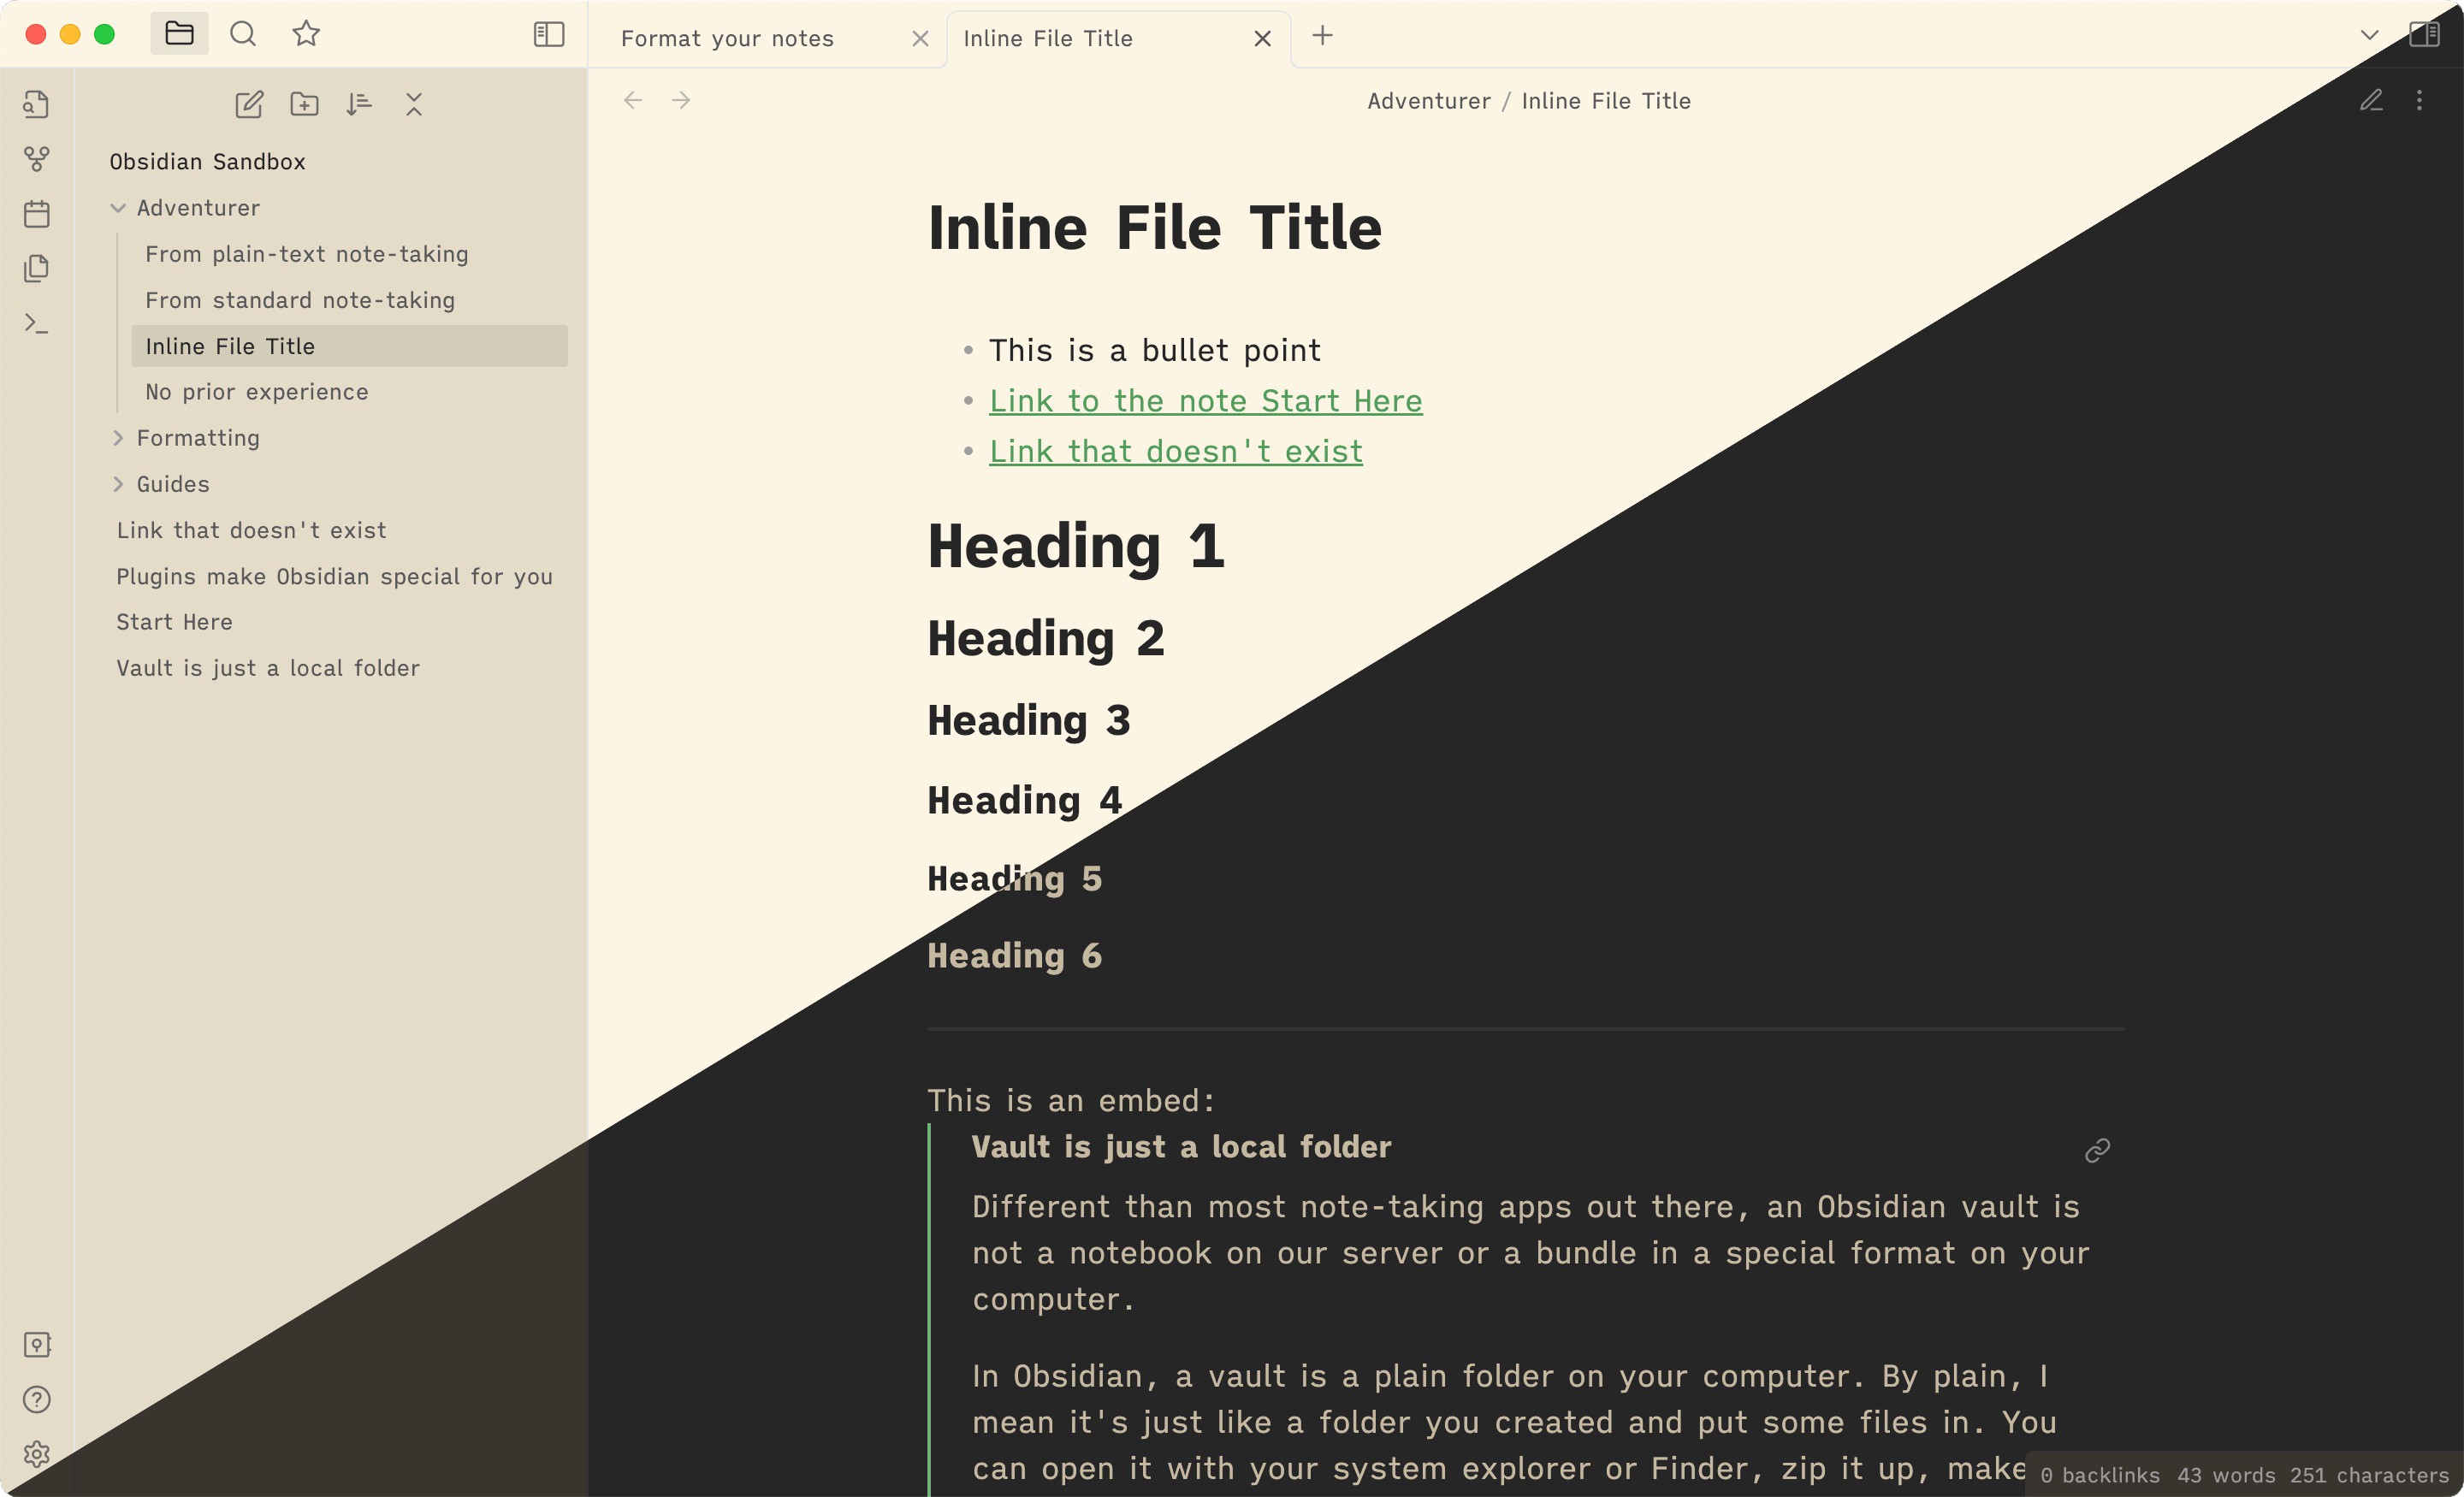 Format your notes
Inline File Title
Adventurer / Inline File Title
Obsidian Sandbox
Adventurer
From plain-text note-taking
From standard note-taking
Inline File Title
No prior experience
Formatting
Guides
Link that doesn't exist
Plugins make Obsidian special for you
Start Here
Vault is just a local folder
Inline File Title
This is a bullet point
Link to the note Start Here
Link that doesn't exist
Heading 1
Heading 2
Heading 3
Heading 4
Heading 5
Heading 6
This is an embed:
Vault is just a local folder
Different than most note-taking apps out there, an Obsidian vault is
not a notebook on our server or a bundle in a special format on your
computer.
In Obsidian, a vault is a plain folder on your computer. By plain, I
mean it's just like a folder you created and put some files in. You
can open it with your system explorer or Finder, zip it up, make
0 backlinks 43 words 251 characters